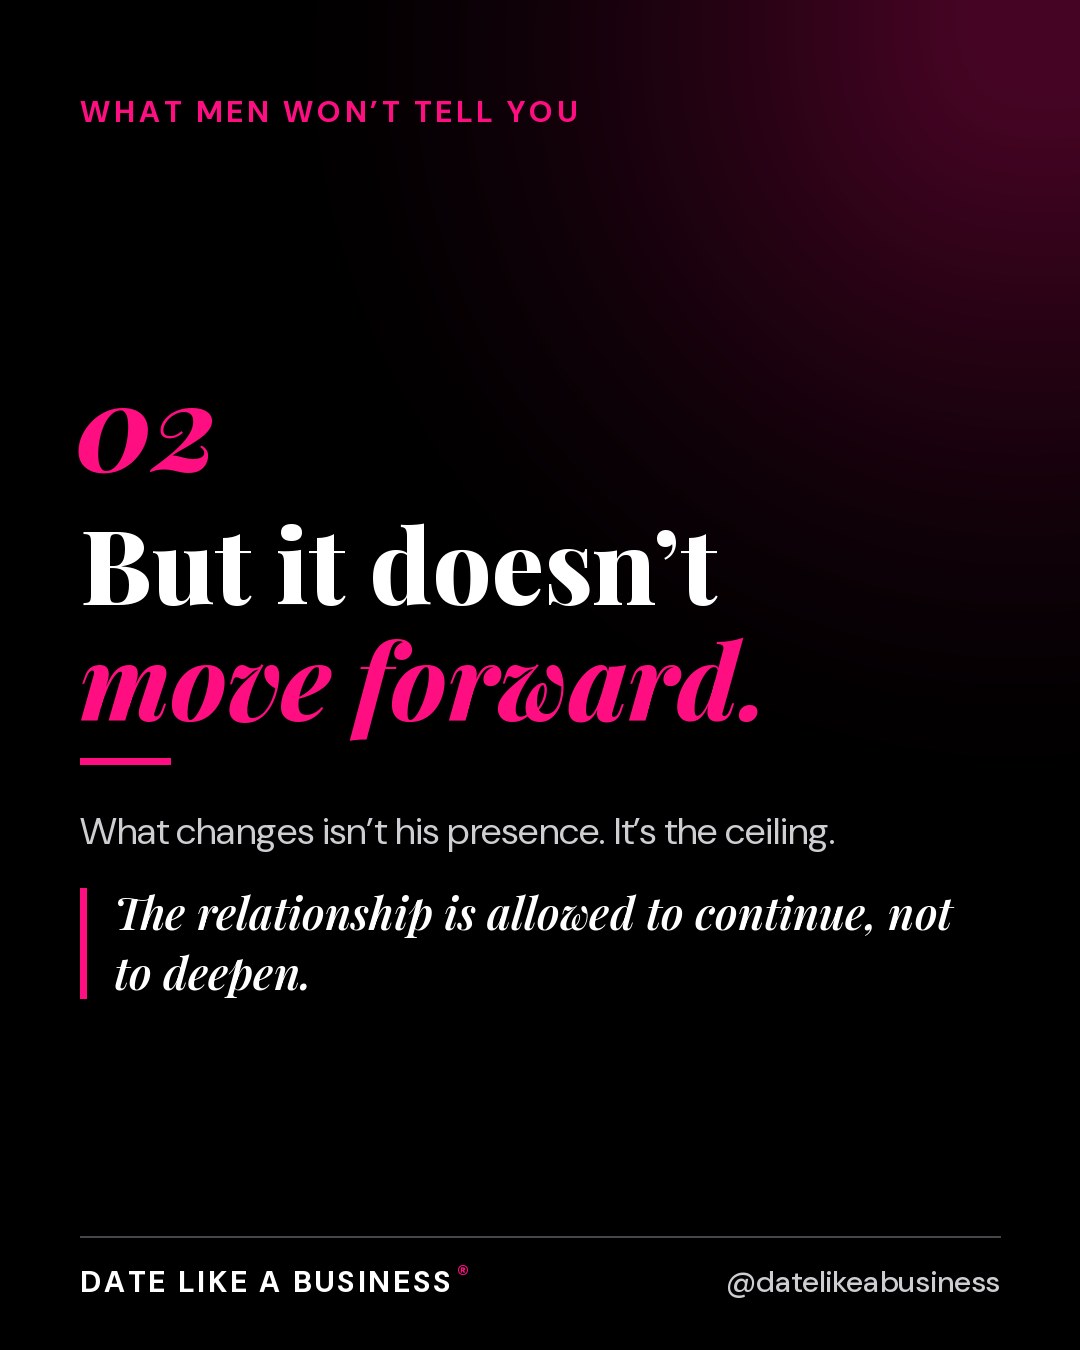 WHAT MEN WON’T TELL YOU
02
But it doesn’t
move forward.
What changes isn’t his presence. It’s the ceiling.
The relationship is allowed to continue, not
to deepen.
DATE LIKE A BUSINESS®
@datelikeabusiness